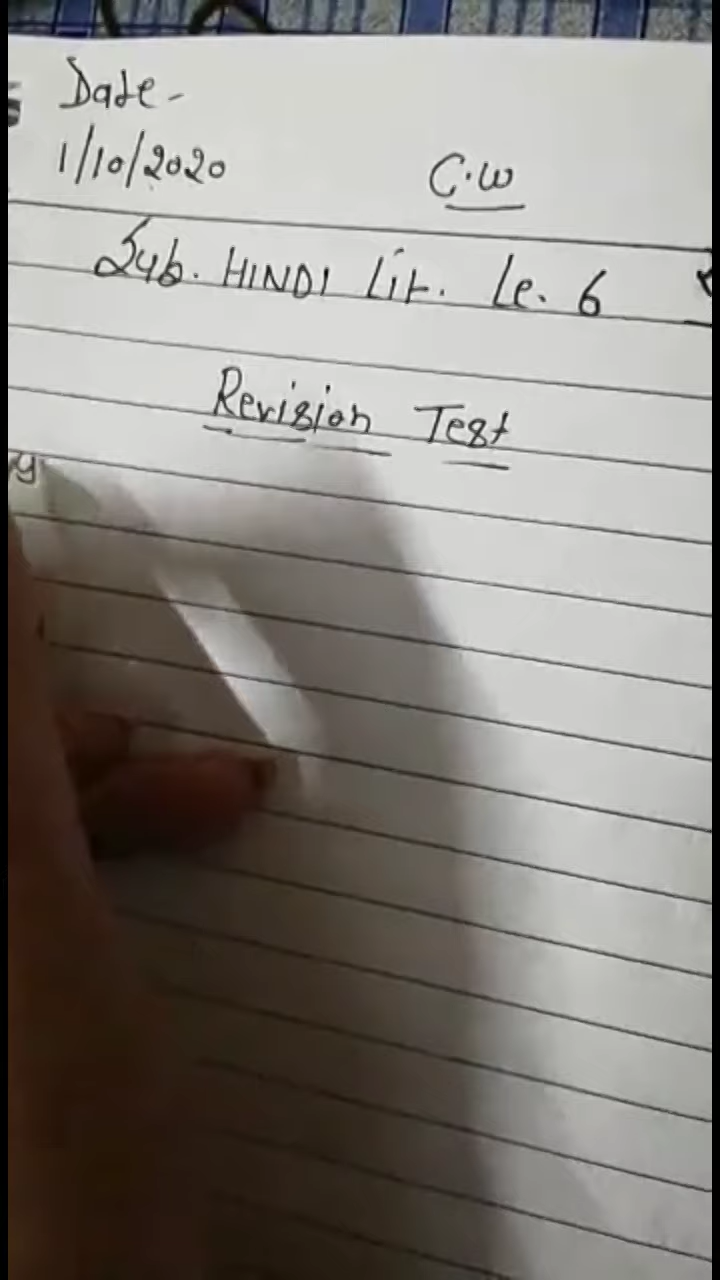 Date-
1/10/2020
C.W
Sub. HINDI Lit. Le. 6
Revision Test